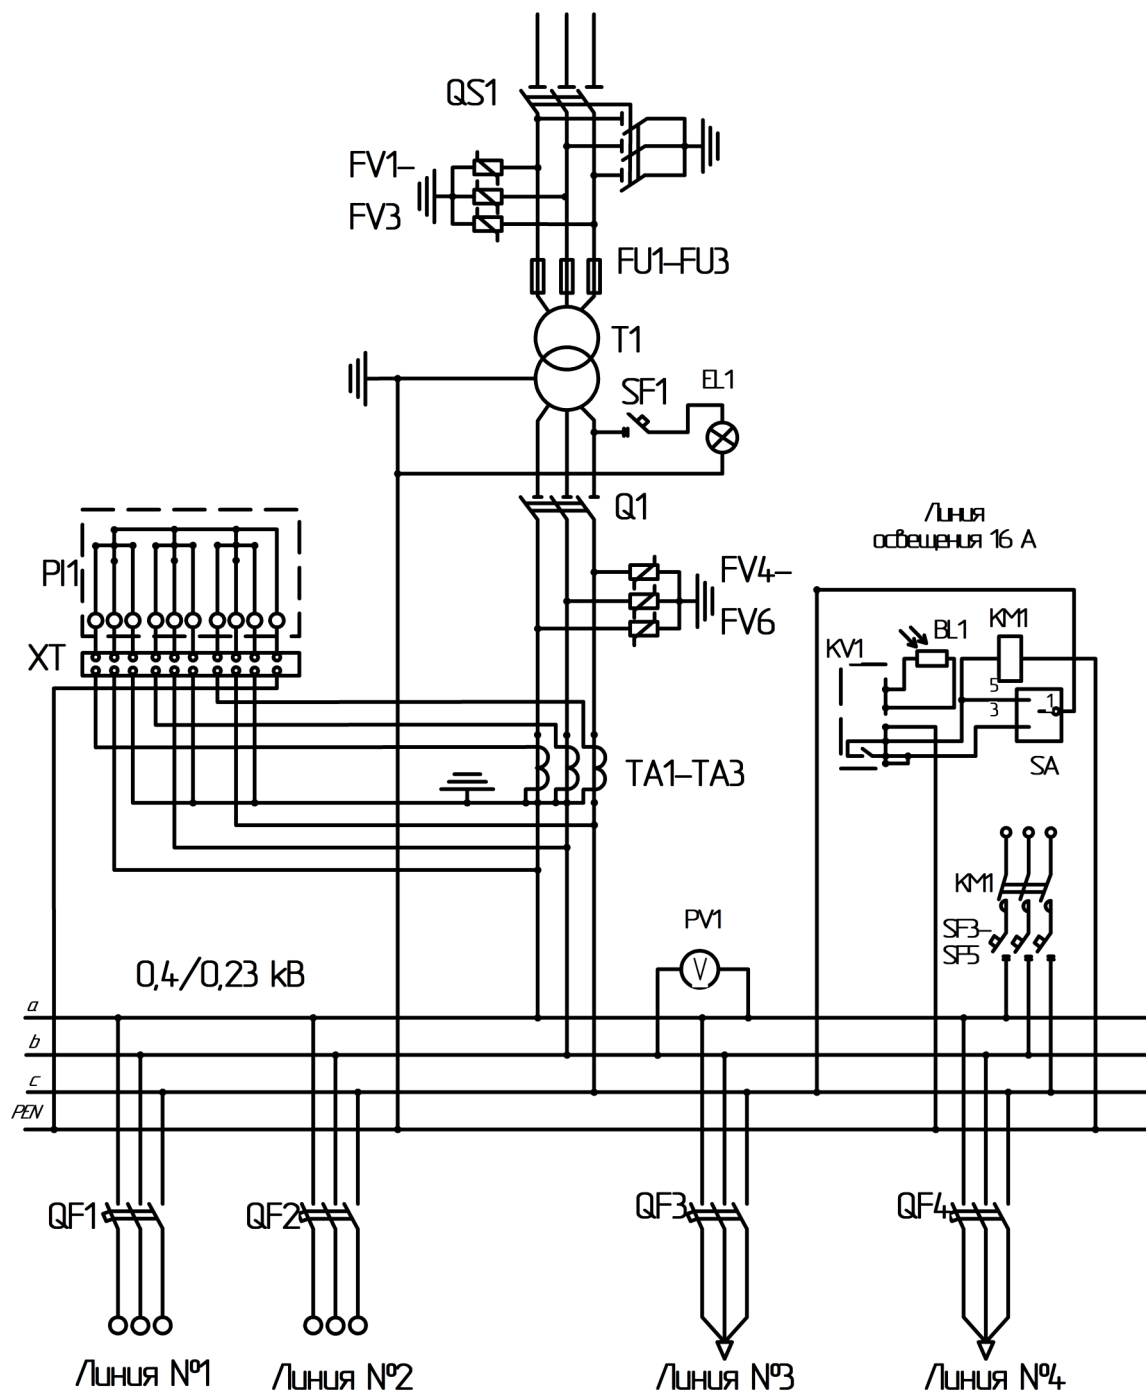 QS1
FV1-
FV3
FU1-FU3
T1
SF1
EL1
Q1
Линия
освещения 16 А
PI1
FV4-
FV6
XT
KV1
BL1
KM1
5
3
1
SA
TA1-TA3
KM1
SF3-
SF5
PV1
V
0,4/0,23 kB
a
b
c
PEN
QF1
QF2
QF3
QF4
Линия №1
Линия №2
Линия №3
Линия №4